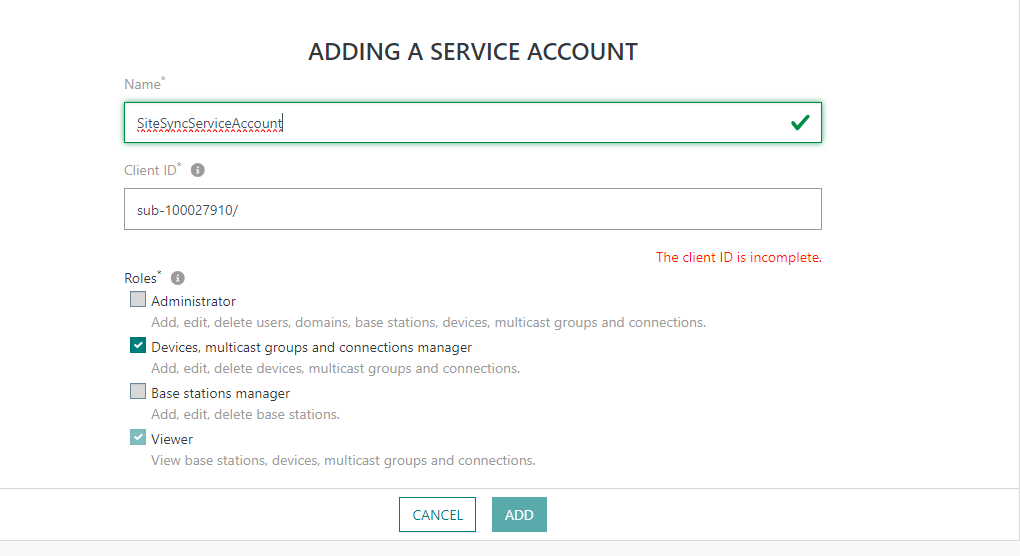 ADDING A SERVICE ACCOUNT
Name*
SiteSyncServiceAccount
Client ID*
sub-100027910/
The client ID is incomplete.
Roles*
Administrator
Add, edit, delete users, domains, base stations, devices, multicast groups and connections.
Devices, multicast groups and connections manager
Add, edit, delete devices, multicast groups and connections.
Base stations manager
Add, edit, delete base stations.
Viewer
View base stations, devices, multicast groups and connections.
CANCEL ADD